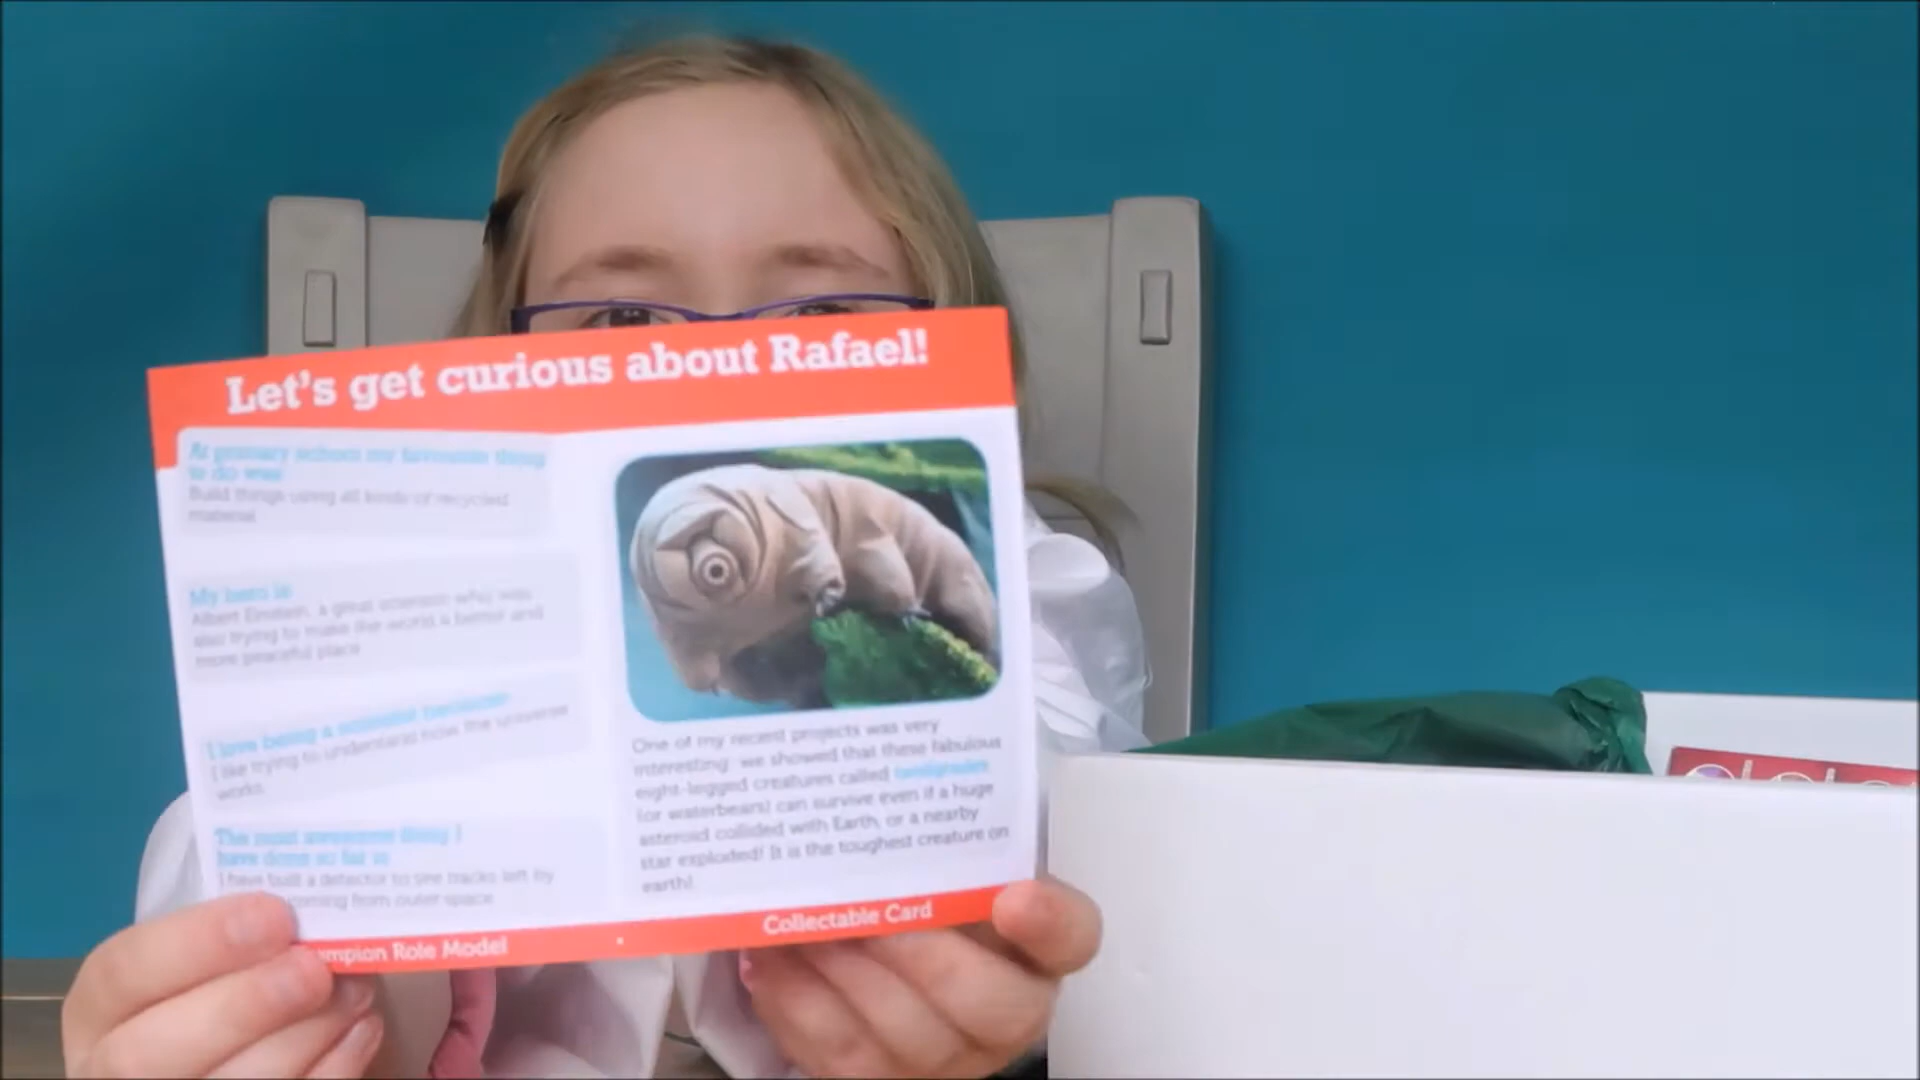 Let's get curious about Rafael!
At primary school my favourite thing
to do was
Build things using all kinds of recycled
material
My hero is
Albert Einstein, a great scientist who was
also trying to make the world a better and
more peaceful place
I love being a scientist because
I like trying to understand how the universe
works
The most awesome thing I
have done so far is
I have built a detector to see tracks left by
coming from outer space
mpion Role Model
One of my recent projects was very
interesting: we showed that these fabulous
eight-legged creatures called tardigrades
(or waterbears) can survive even if a huge
asteroid collided with Earth, or a nearby
star exploded! It is the toughest creature on
earth!
Collectable Card